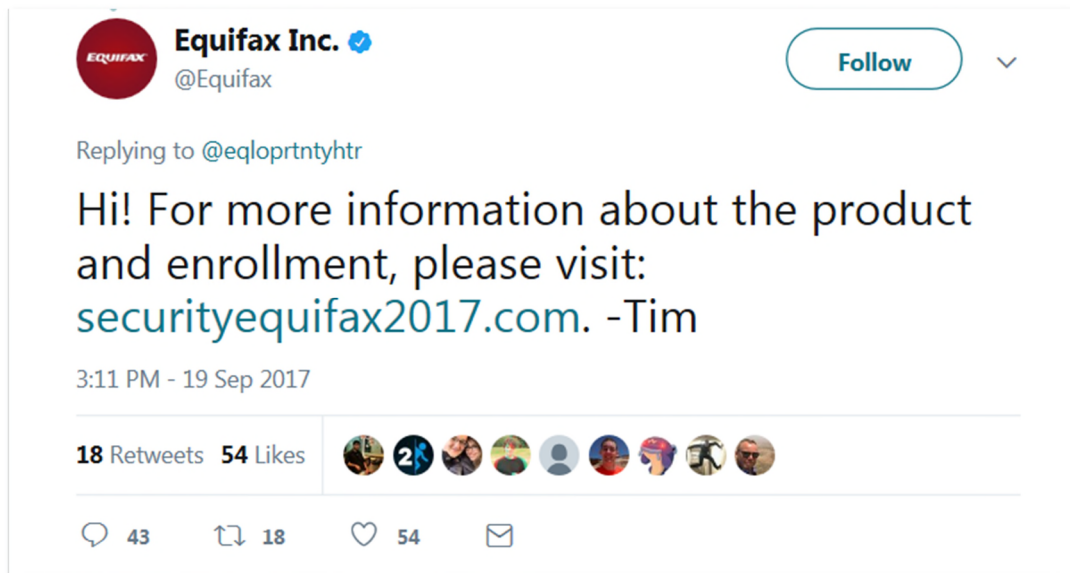 EQUIFAX
Equifax Inc.
@Equifax
Follow
Replying to @eqloprtntyhtr
Hi! For more information about the product
and enrollment, please visit:
securityequifax2017.com. -Tim
3:11 PM - 19 Sep 2017
18 Retweets 54 Likes
2
43 18 54